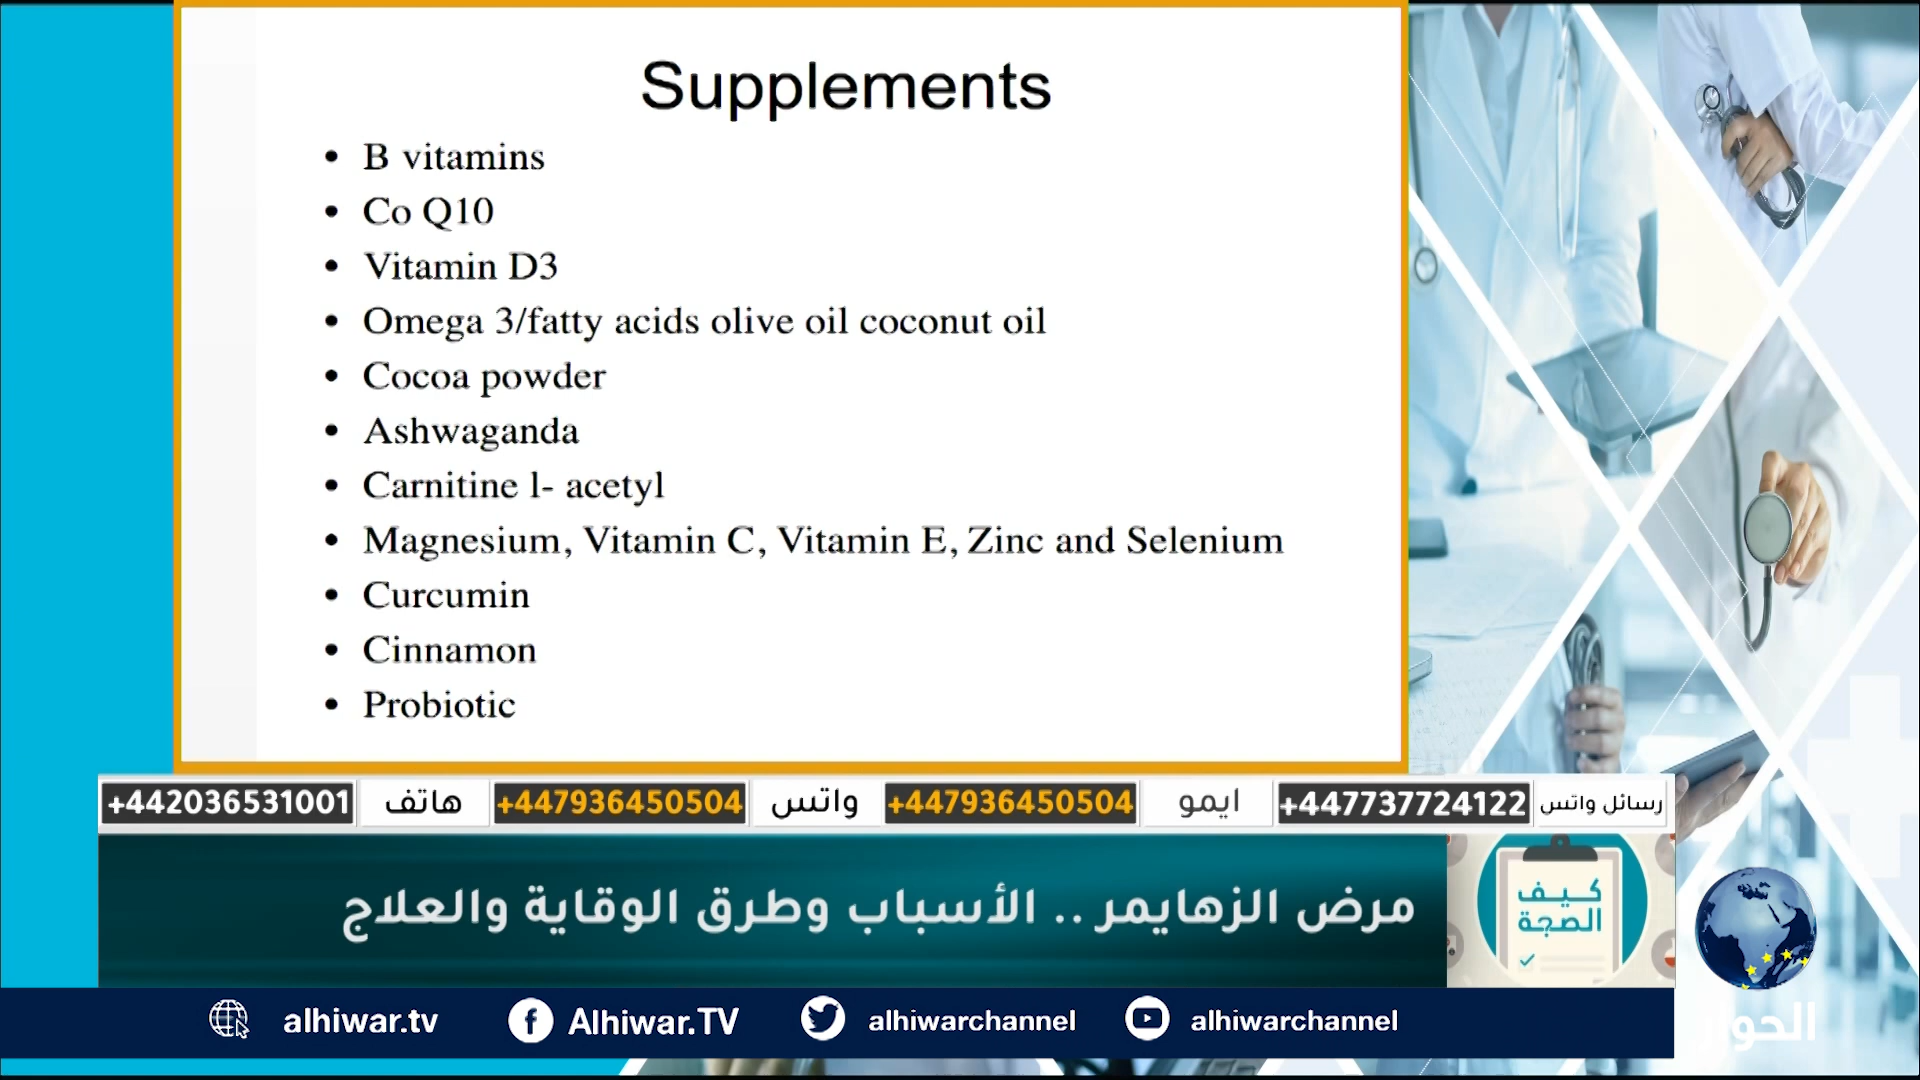 Supplements
• B vitamins
• Co Q10
• Vitamin D3
• Omega 3/fatty acids olive oil coconut oil
• Cocoa powder
• Ashwaganda
• Carnitine l- acetyl
• Magnesium, Vitamin C, Vitamin E, Zinc and Selenium
• Curcumin
• Cinnamon
• Probiotic
رسائل واتس +447737724122 ايمو +447936450504 واتس +447936450504 هاتف +442036531001
كيف
الصحة؟
مرض الزهايمر .. الأسباب وطرق الوقاية والعلاج
alhiwar.tv Alhiwar.TV alhiwarchannel alhiwarchannel
الحوار